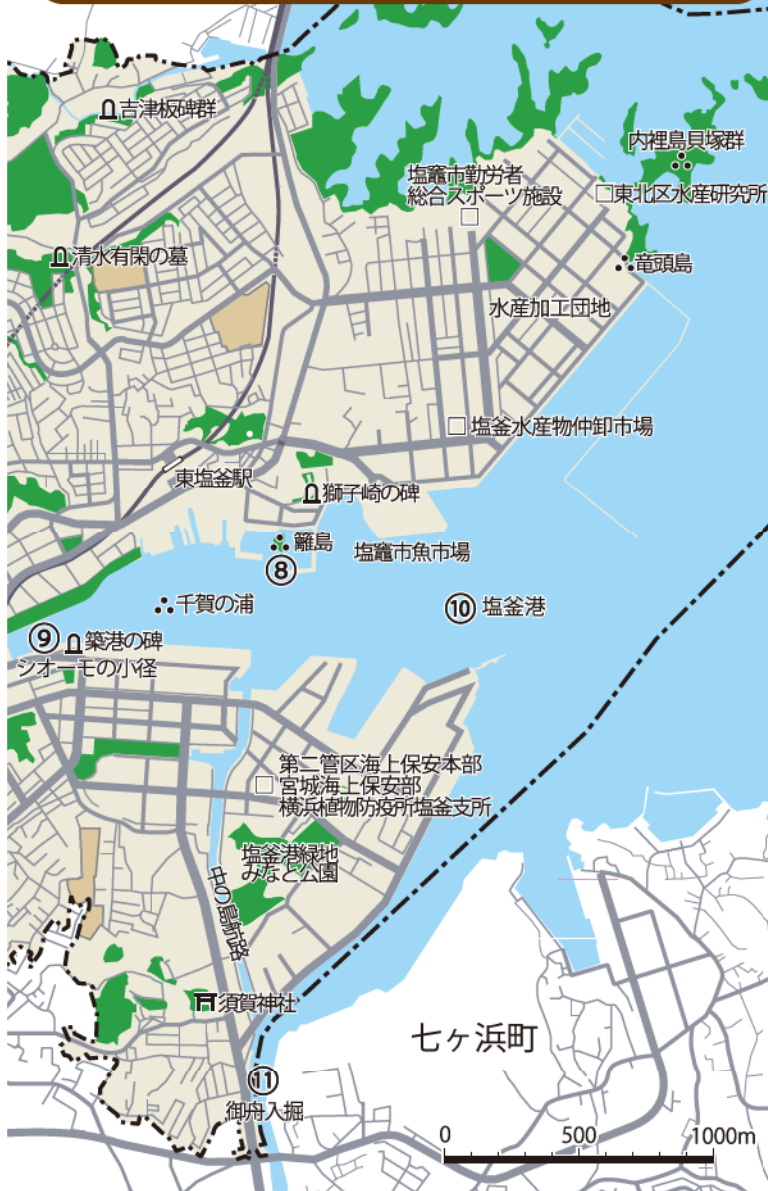 吉津板碑群
内裡島貝塚群
塩竈市勤労者
総合スポーツ施設
東北区水産研究所
清水有閑の墓
竜頭島
水産加工団地
塩釜水産物仲卸市場
東塩釜駅
獅子崎の碑
籬島
塩竈市魚市場
⑧
千賀の浦
⑩ 塩釜港
⑨ 築港の碑
シオーモの小径
第二管区海上保安本部
宮城海上保安部
横浜植物防疫所塩釜支所
塩釜港緑地
みなと公園
中の島航路
須賀神社
七ヶ浜町
⑪
御舟入堀
0 500 1000m